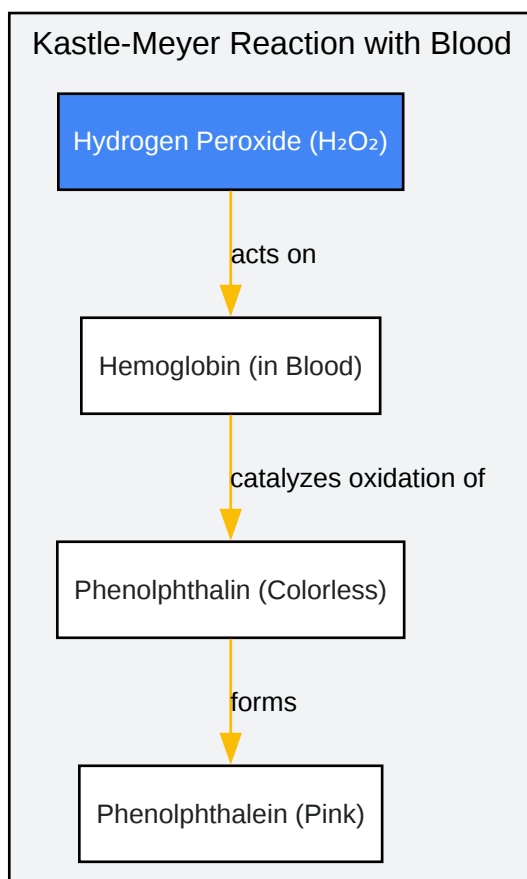 Kastle-Meyer Reaction with Blood
Hydrogen Peroxide (H₂O₂)
acts on
Hemoglobin (in Blood)
catalyzes oxidation of
Phenolphthalin (Colorless)
forms
Phenolphthalein (Pink)